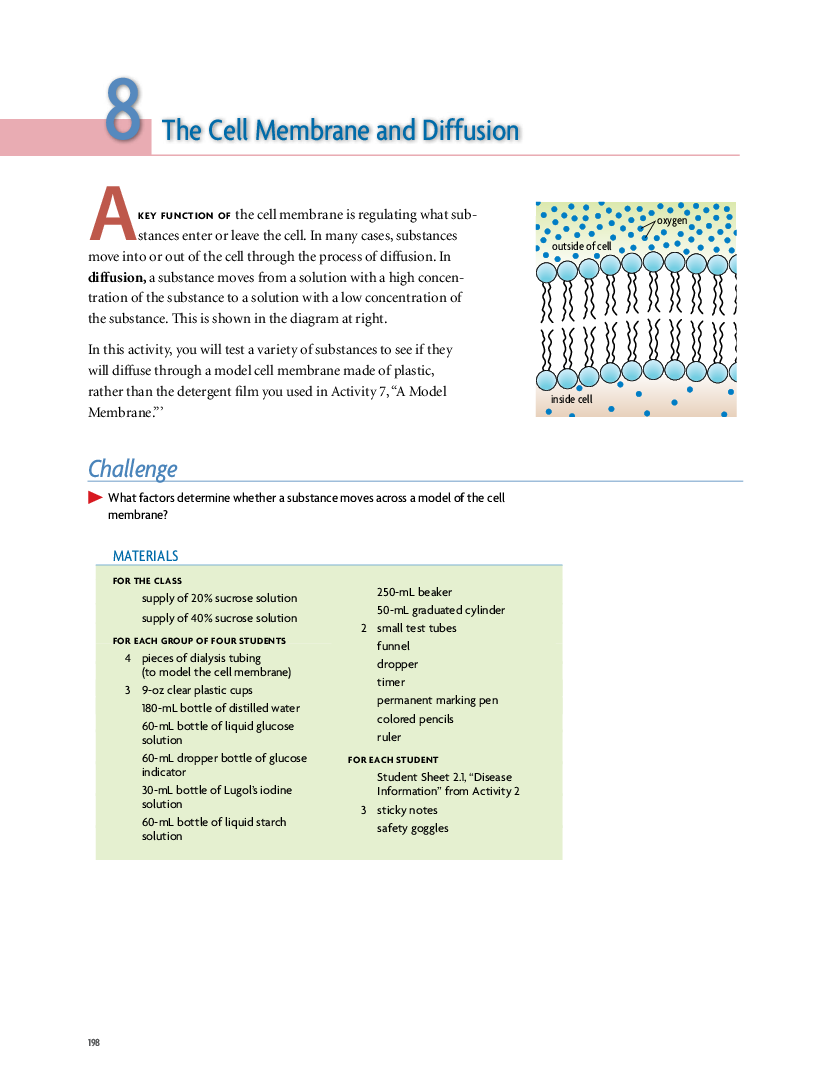 8
The Cell Membrane and Diffusion
A KEY FUNCTION OF the cell membrane is regulating what sub-
stances enter or leave the cell. In many cases, substances
move into or out of the cell through the process of diffusion. In
diffusion, a substance moves from a solution with a high concen-
tration of the substance to a solution with a low concentration of
the substance. This is shown in the diagram at right.
In this activity, you will test a variety of substances to see if they
will diffuse through a model cell membrane made of plastic,
rather than the detergent film you used in Activity 7, “A Model
Membrane.”’
oxygen
outside of cell
inside cell
Challenge
What factors determine whether a substance moves across a model of the cell
membrane?
MATERIALS
FOR THE CLASS
supply of 20% sucrose solution
supply of 40% sucrose solution
FOR EACH GROUP OF FOUR STUDENTS
4 pieces of dialysis tubing
(to model the cell membrane)
3 9-oz clear plastic cups
180-mL bottle of distilled water
60-mL bottle of liquid glucose
solution
60-mL dropper bottle of glucose
indicator
30-mL bottle of Lugol’s iodine
solution
60-mL bottle of liquid starch
solution
250-mL beaker
50-mL graduated cylinder
2 small test tubes
funnel
dropper
timer
permanent marking pen
colored pencils
ruler
FOR EACH STUDENT
Student Sheet 2.1, “Disease
Information” from Activity 2
3 sticky notes
safety goggles
198